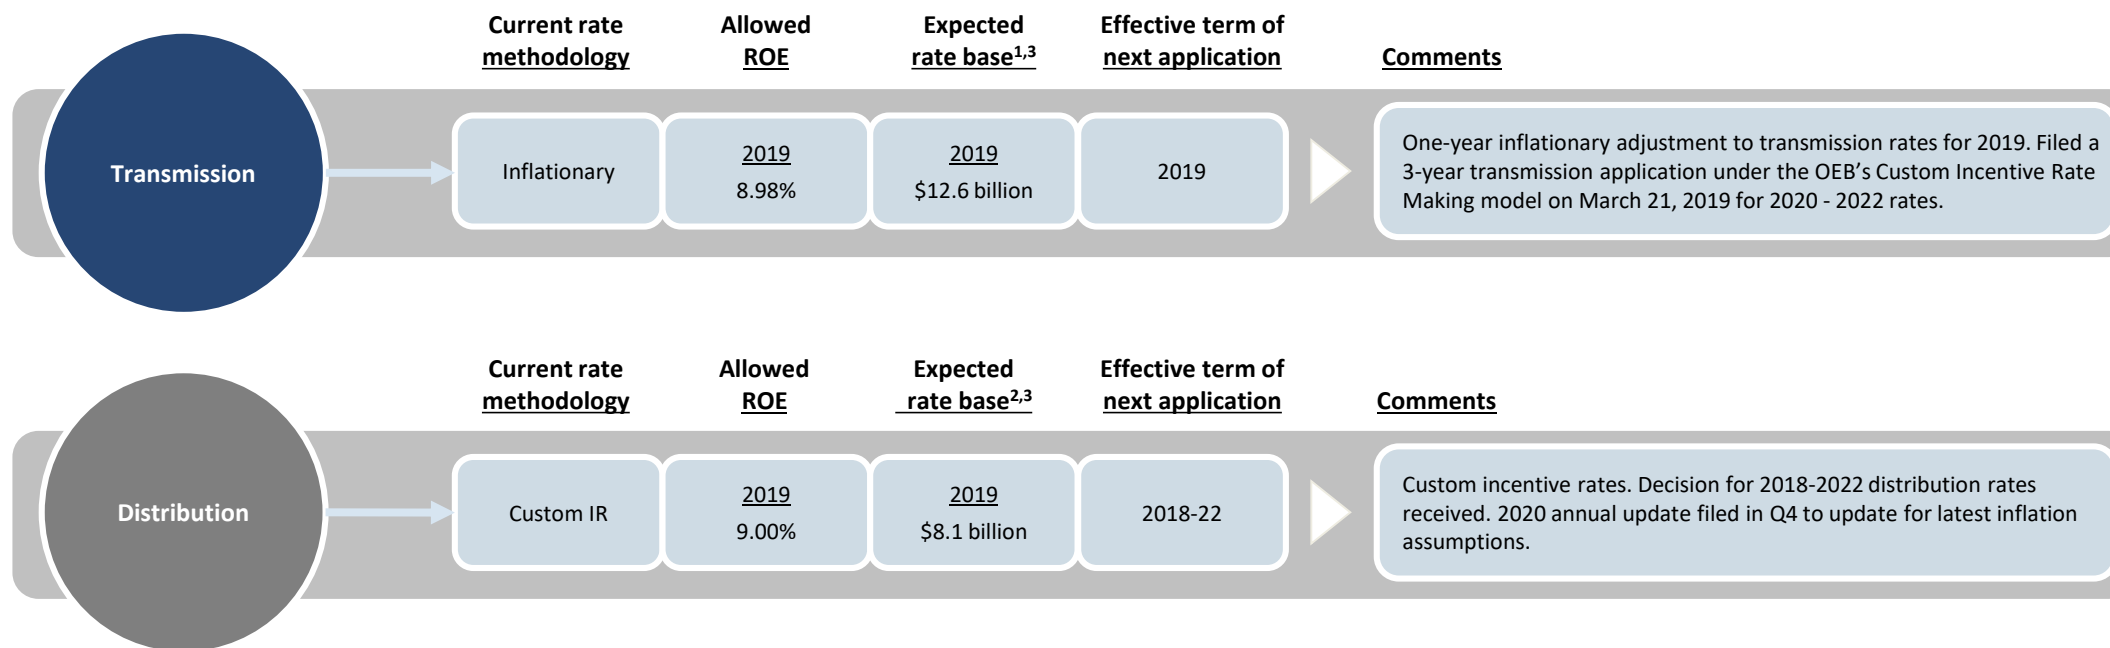 Current rate
methodology
Allowed
ROE
Expected
rate base1,3
Effective term of
next application
Comments
Transmission
Inflationary
2019
8.98%
2019
$12.6 billion
2019
One-year inflationary adjustment to transmission rates for 2019. Filed a
3-year transmission application under the OEB’s Custom Incentive Rate
Making model on March 21, 2019 for 2020 - 2022 rates.
Current rate
methodology
Allowed
ROE
Expected
rate base2,3
Effective term of
next application
Comments
Distribution
Custom IR
2019
9.00%
2019
$8.1 billion
2018-22
Custom incentive rates. Decision for 2018-2022 distribution rates
received. 2020 annual update filed in Q4 to update for latest inflation
assumptions.